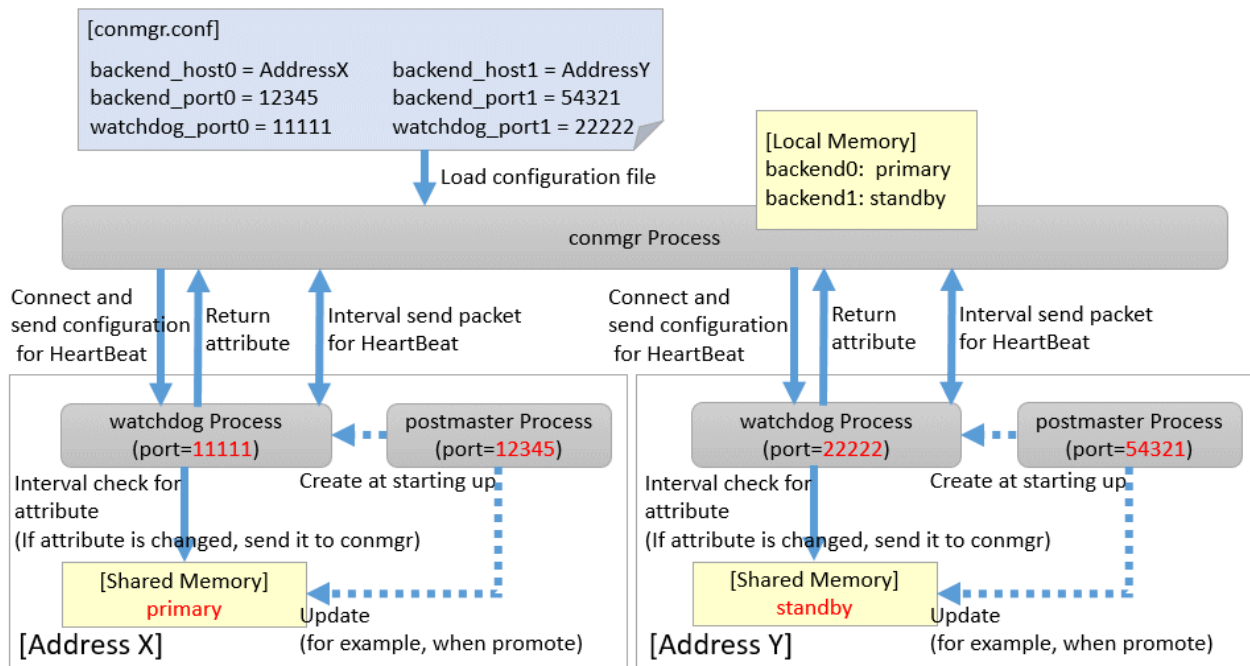 [conmgr.conf]
backend_host0 = AddressX backend_host1 = AddressY
backend_port0 = 12345 backend_port1 = 54321
watchdog_port0 = 11111 watchdog_port1 = 22222
[Local Memory]
backend0: primary
backend1: standby
Load configuration file
conmgr Process
Connect and
send configuration
for HeartBeat
Return
attribute
Interval send packet
for HeartBeat
Connect and
send configuration
for HeartBeat
Return
attribute
Interval send packet
for HeartBeat
watchdog Process
(port=11111)
postmaster Process
(port=12345)
Create at starting up
Interval check for
attribute
(If attribute is changed, send it to conmgr)
[Shared Memory]
primary
Update
(for example, when promote)
[Address X]
watchdog Process
(port=22222)
postmaster Process
(port=54321)
Create at starting up
Interval check for
attribute
(If attribute is changed, send it to conmgr)
[Shared Memory]
standby
Update
(for example, when promote)
[Address Y]